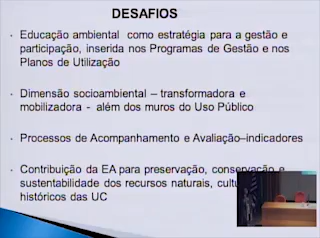 DESAFIOS
• Educação ambiental como estratégia para a gestão e
participação, inserida nos Programas de Gestão e nos
Planos de Utilização
• Dimensão socioambiental – transformadora e
mobilizadora - além dos muros do Uso Público
• Processos de Acompanhamento e Avaliação–indicadores
• Contribuição da EA para preservação, conservação e
sustentabilidade dos recursos naturais,
históricos das UC